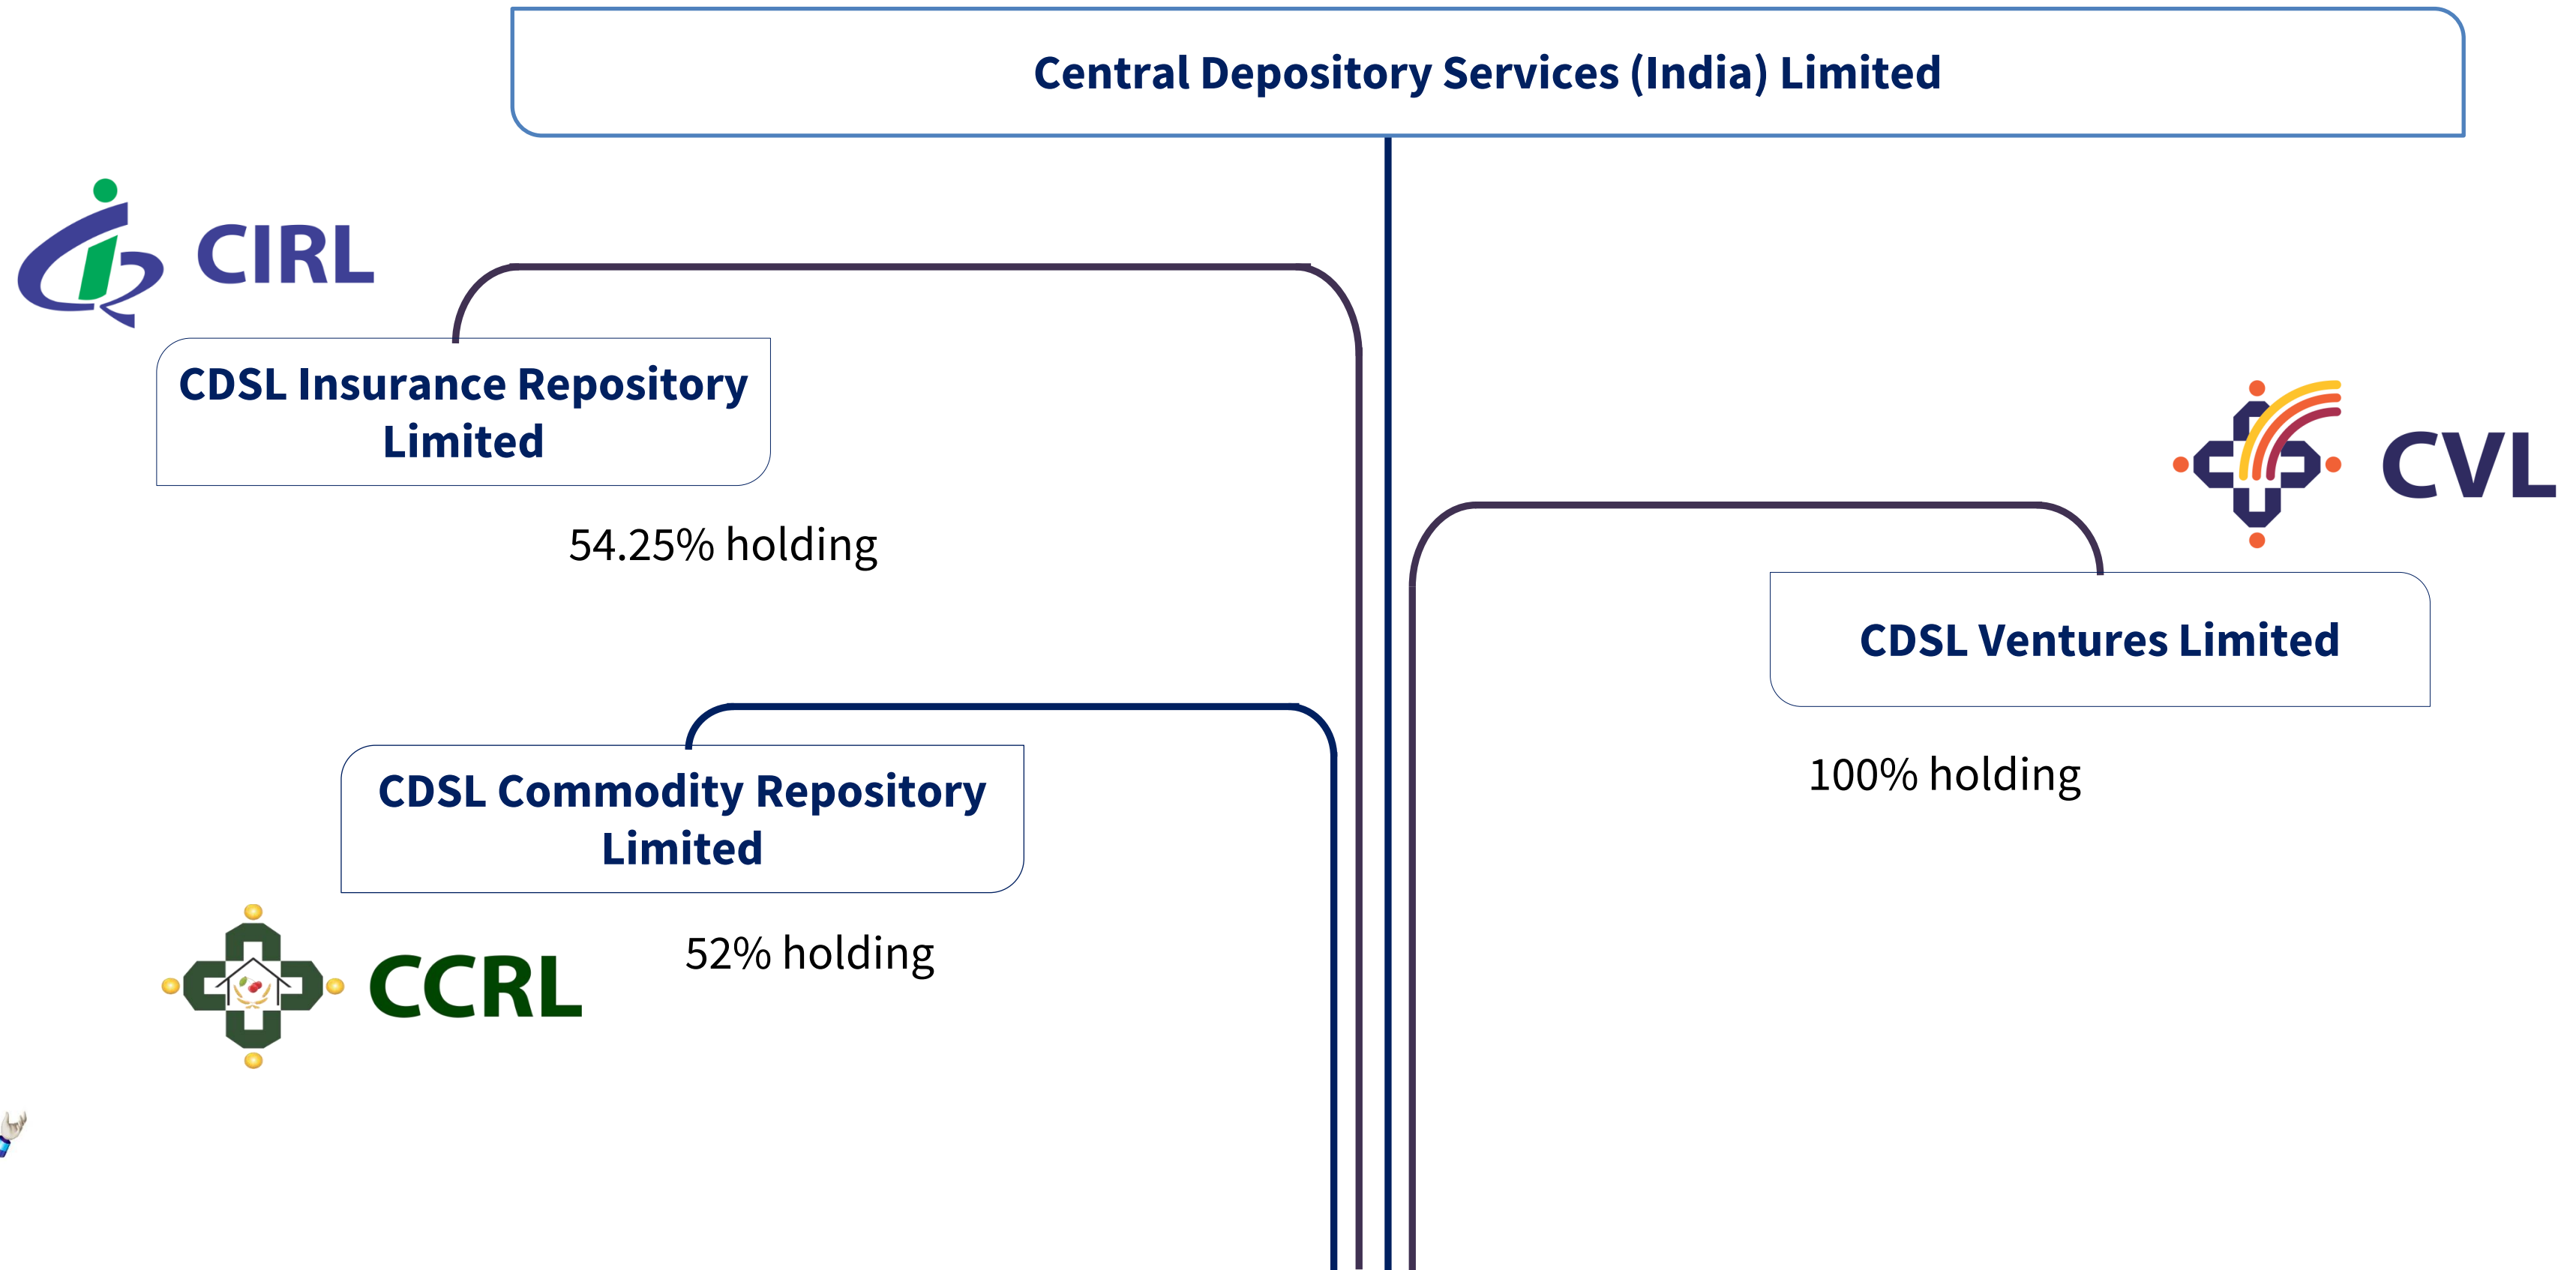 Central Depository Services (India) Limited
CIRL
CDSL Insurance Repository
Limited
54.25% holding
CVL
CDSL Ventures Limited
100% holding
CDSL Commodity Repository
Limited
52% holding
CCRL